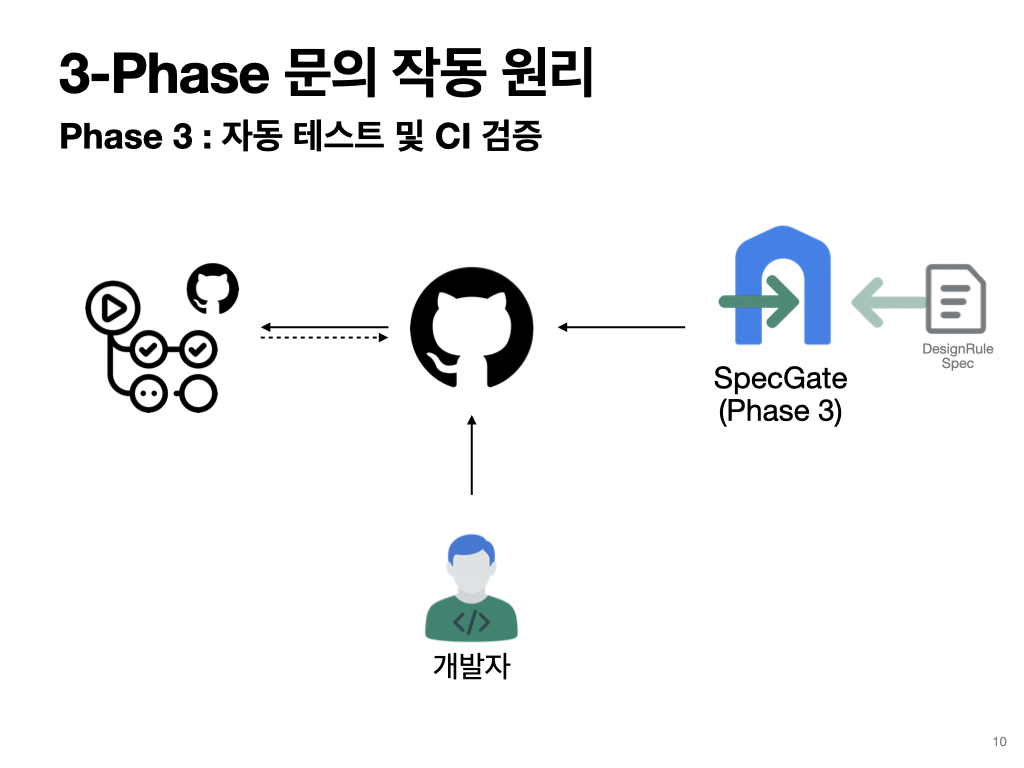 3-Phase 문의 작동 원리
Phase 3 : 자동 테스트 및 CI 검증
DesignRule
Spec
SpecGate
(Phase 3)
</>
개발자
10